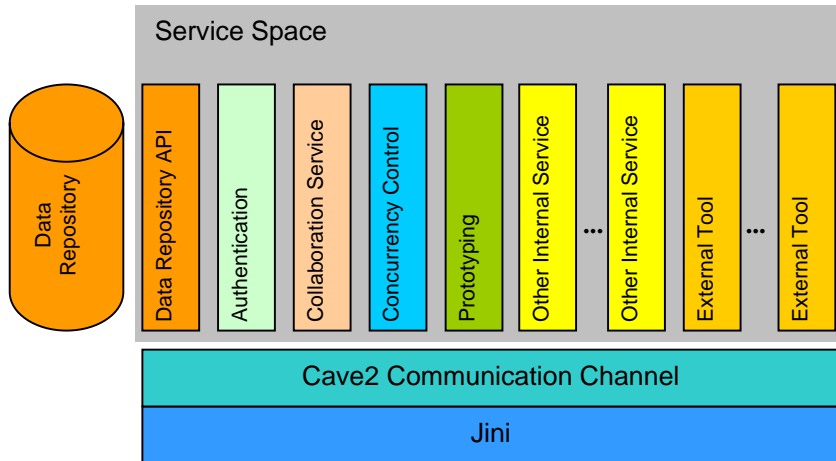 Service Space
Data
Repository
Data Repository API
Authentication
Collaboration Service
Concurrency Control
Prototyping
Other Internal Service
...
Other Internal Service
External Tool
...
External Tool
Cave2 Communication Channel
Jini